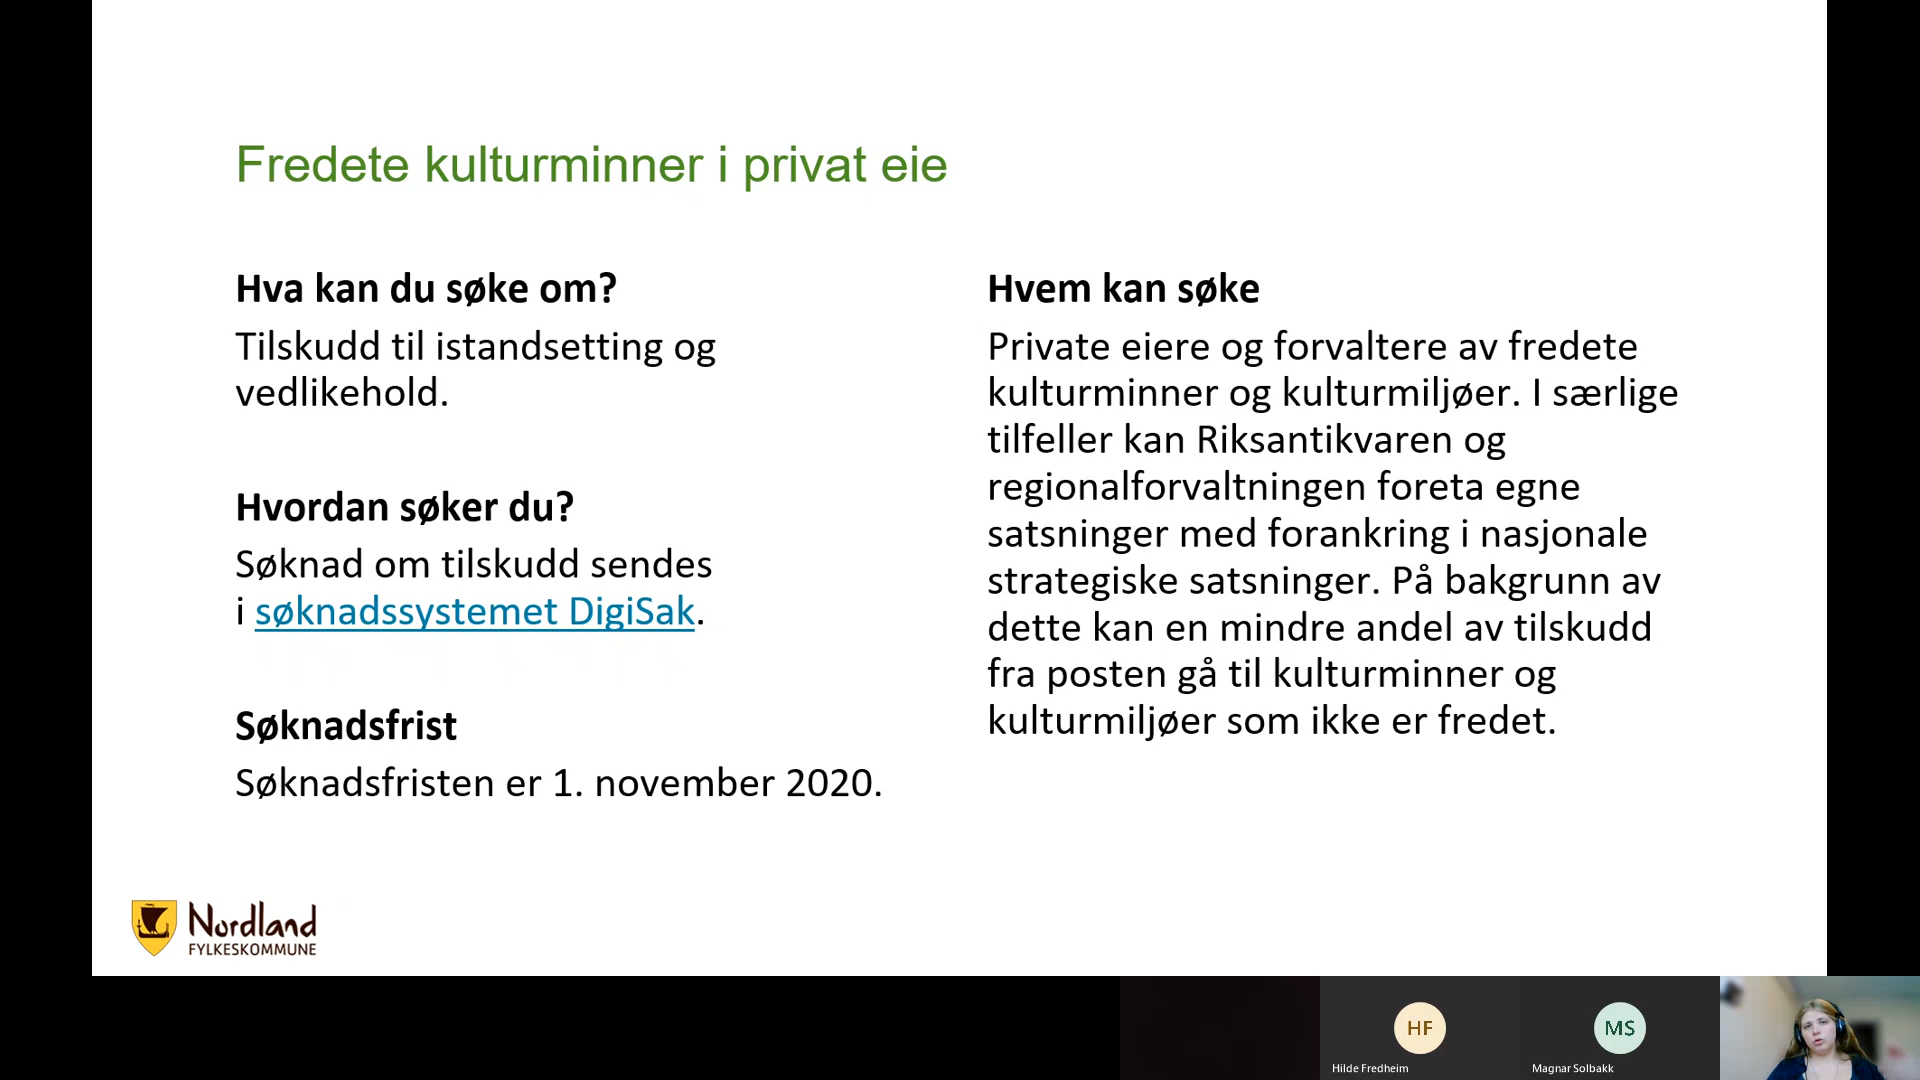 Fredete kulturminner i privat eie
Hva kan du søke om?
Tilskudd til istandsetting og
vedlikehold.
Hvordan søker du?
Søknad om tilskudd sendes
i søknadssystemet DigiSak.
Søknadsfrist
Søknadsfristen er 1. november 2020.
Hvem kan søke
Private eiere og forvaltere av fredete
kulturminner og kulturmiljøer. I særlige
tilfeller kan Riksantikvaren og
regionalforvaltningen foreta egne
satsninger med forankring i nasjonale
strategiske satsninger. På bakgrunn av
dette kan en mindre andel av tilskudd
fra posten gå til kulturminner og
kulturmiljøer som ikke er fredet.
Nordland
FYLKESKOMMUNE
HF
Hilde Fredheim
MS
Magnar Solbakk